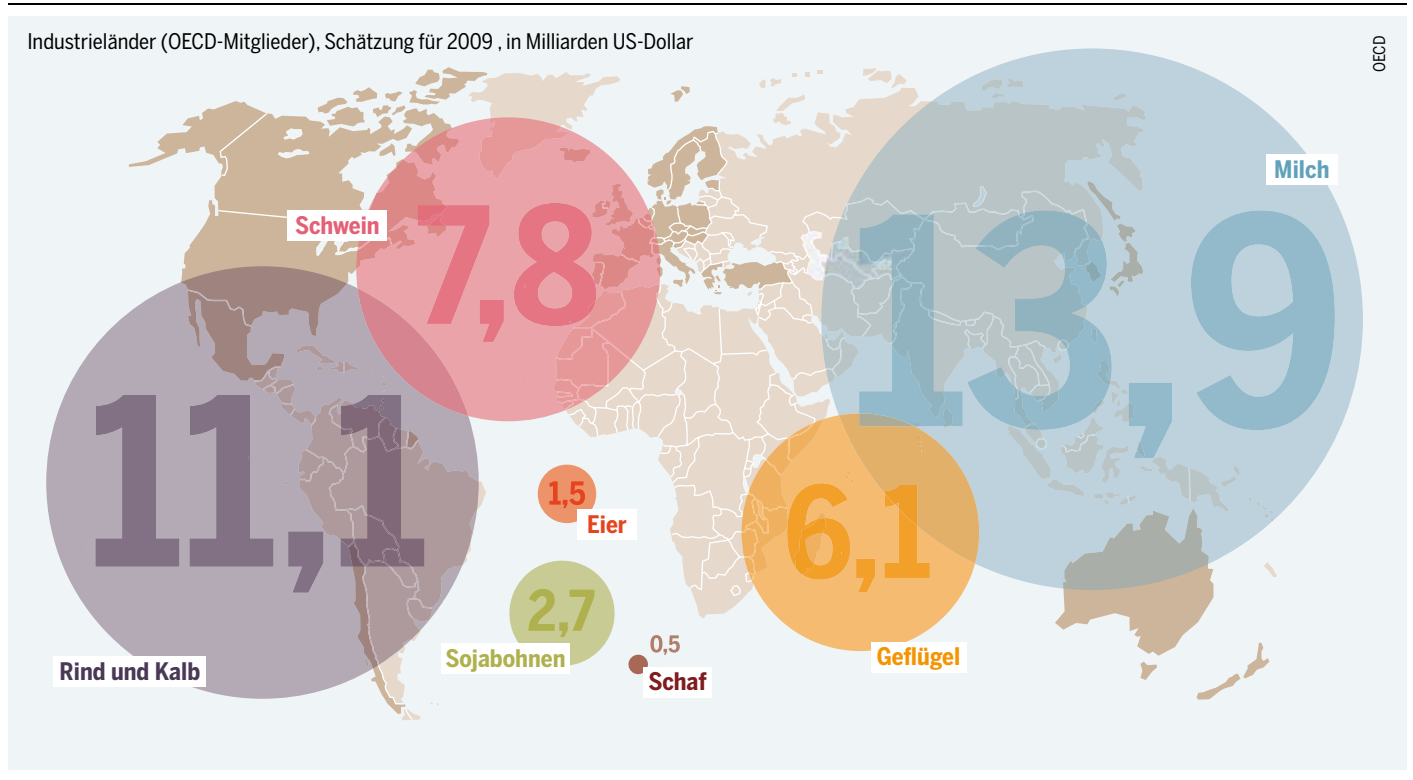 Industrieländer (OECD-Mitglieder), Schätzung für 2009 , in Milliarden US-Dollar
OECD
Milch
13,9
Schwein
7,8
11,1
Rind und Kalb
1,5
Eier
6,1
Geflügel
2,7
Sojabohnen
0,5
Schaf